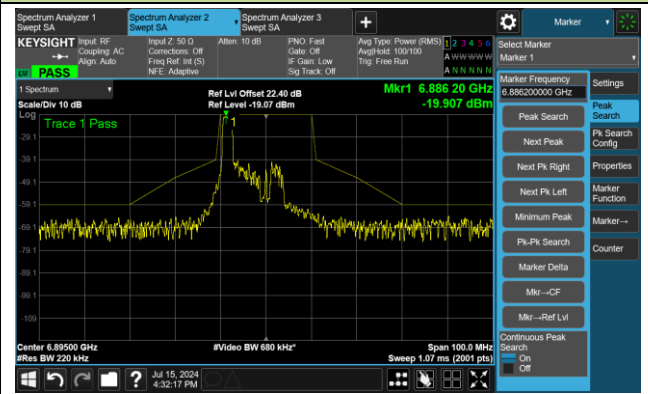 Spectrum Analyzer 1
Swept SA
Spectrum Analyzer 2
Swept SA
Spectrum Analyzer 3
Swept SA
+
Marker
KEYSIGHT
Input: RF
Coupling: AC
Align: Auto
Input Z: 50 Ω
Corrections: Off
Freq Ref: Int (S)
NFE: Adaptive
Atten: 10 dB
PNO: Fast
Gate: Off
IF Gain: Low
Sig Track: Off
Avg Type: Power (RMS)
Avg|Hold: 100/100
Trig: Free Run
1 2 3 4 5 6
A W W W W W
A N N N N N
LXI
PASS
Select Marker
Marker 1
1 Spectrum
Scale/Div 10 dB
Ref Lvl Offset 22.40 dB
Ref Level -19.07 dBm
Mkr1 6.886 20 GHz
-19.907 dBm
Log
Trace 1 Pass
1
-29.1
-39.1
-49.1
-59.1
-69.1
-79.1
-89.1
-99.1
-109
Center 6.89500 GHz
#Res BW 220 kHz
#Video BW 680 kHz*
Span 100.0 MHz
Sweep 1.07 ms (2001 pts)
Marker Frequency
6.886200000 GHz
Peak Search
Next Peak
Next Pk Right
Next Pk Left
Minimum Peak
Pk-Pk Search
Marker Delta
Mkr→CF
Mkr→Ref Lvl
Continuous Peak
Search
On
Off
Settings
Peak
Search
Pk Search
Config
Properties
Marker
Function
Marker→
Counter
?
Jul 15, 2024
4:32:17 PM